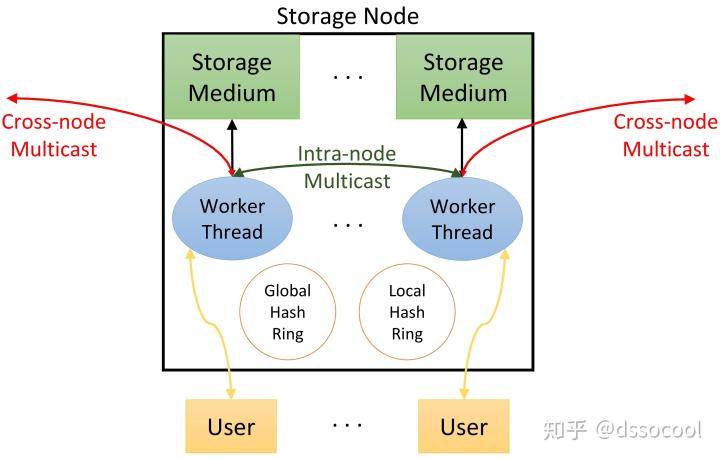 Storage Node
Storage
Medium
. . .
Storage
Medium
Cross-node
Multicast
Intra-node
Multicast
Cross-node
Multicast
Worker
Thread
. . .
Worker
Thread
Global
Hash
Ring
Local
Hash
Ring
User
. . .
User
知乎 @dssocool